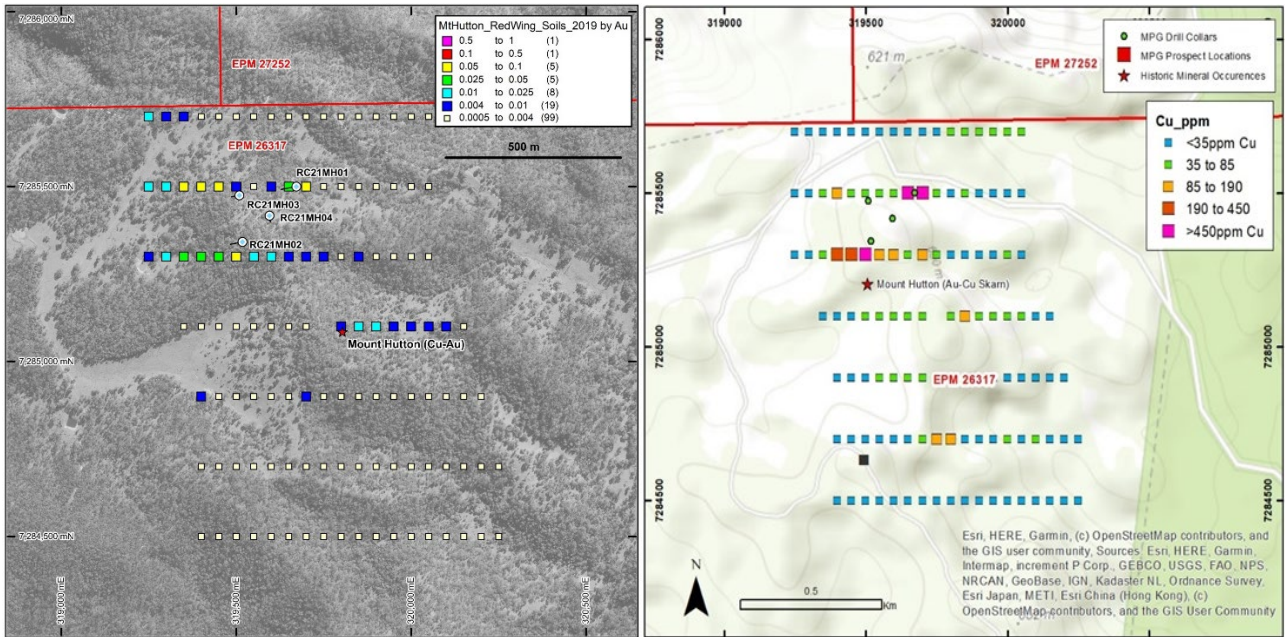 7,286,000 mN
MtHutton_RedWing_Soils_2019 by Au
0.5 to 1 (1)
0.1 to 0.5 (1)
0.05 to 0.1 (5)
0.025 to 0.05 (5)
0.01 to 0.025 (8)
0.004 to 0.01 (19)
0.0005 to 0.004 (99)
EPM 27252
500 m
EPM 26317
RC21MH01
7,285,500 mN
RC21MH03
RC21MH04
RC21MH02
Mount Hutton (Cu-Au)
7,285,000 mN
7,284,500 mN
319,000 mE
319,500 mE
320,000 mE
320,500 mE
319000
319500
320000
7286000
7286000
621 m
EPM 27252
MPG Drill Collars
MPG Prospect Locations
Historic Mineral Occurences
Cu_ppm
<35ppm Cu
35 to 85
85 to 190
190 to 450
>450ppm Cu
7285500
7285500
Mount Hutton (Au-Cu Skarn)
7285000
7285000
EPM 26317
7284500
7284500
Esri, HERE, Garmin, (c) OpenStreetMap contributors, and
the GIS user community, Sources: Esri, HERE, Garmin,
Intermap, increment P Corp., GEBCO, USGS, FAO, NPS,
NRCAN, GeoBase, IGN, Kadaster NL, Ordnance Survey,
Esri Japan, METI, Esri China (Hong Kong), (c)
OpenStreetMap contributors, and the GIS User Community
N
0.5
Km